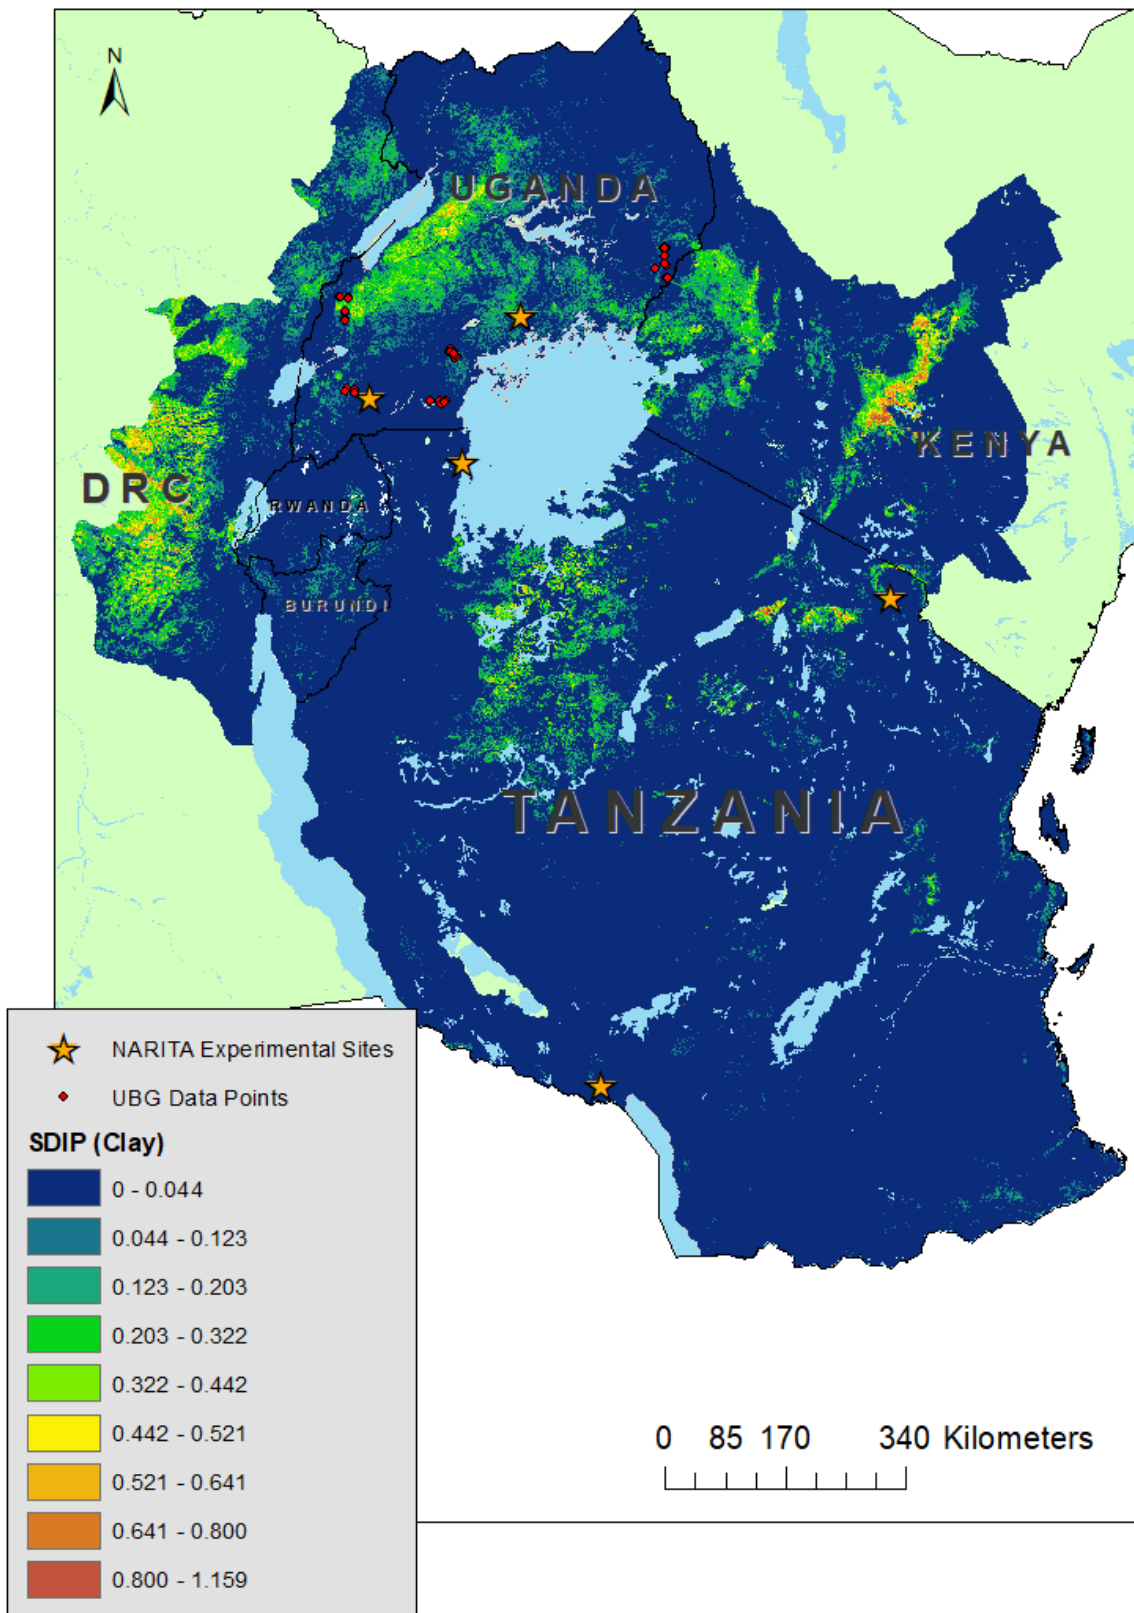 N
UGANDA
KENYA
DRC
RWANDA
BURUNDI
TANZANIA
NARITA Experimental Sites
UBG Data Points
SDIP (Clay)
0 - 0.044
0.044 - 0.123
0.123 - 0.203
0.203 - 0.322
0.322 - 0.442
0.442 - 0.521
0.521 - 0.641
0.641 - 0.800
0.800 - 1.159
0 85 170 340 Kilometers